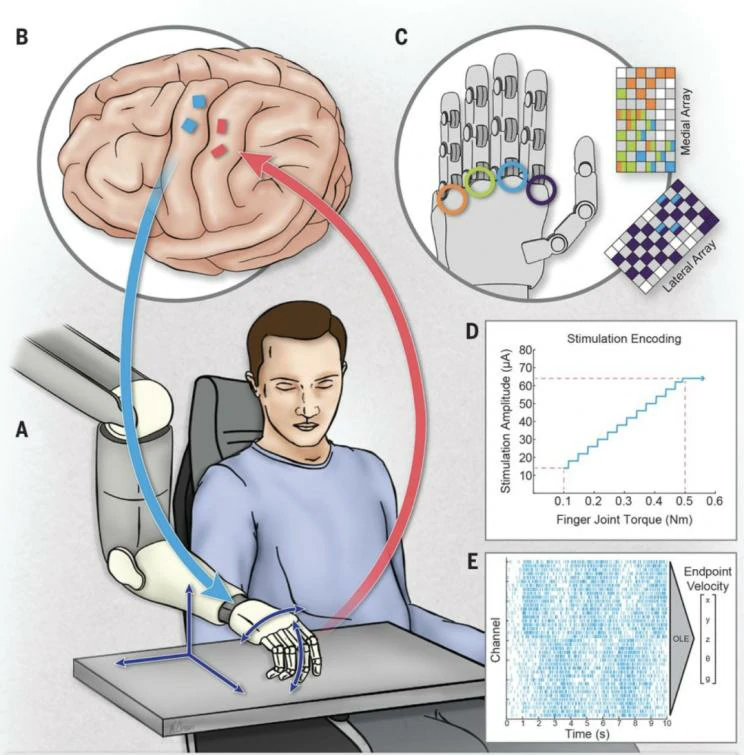 B
C
Medial Array
Lateral Array
A
D
Stimulation Encoding
Stimulation Amplitude (µA)
80
70
60
50
40
30
20
10
0.1 0.2 0.3 0.4 0.5 0.6
Finger Joint Torque (Nm)
E
Channel
0 1 2 3 4 5 6 7 8 9 10
Time (s)
OLE
Endpoint
Velocity
x
y
z
θ
g